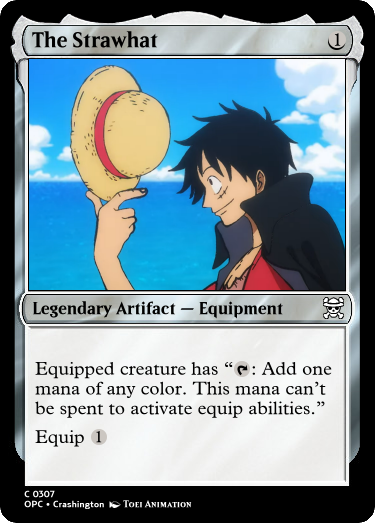 The Strawhat 1
Legendary Artifact — Equipment
Equipped creature has “T: Add one
mana of any color. This mana can’t
be spent to activate equip abilities.”
Equip 1
C 0307
OPC • Crashington Toei Animation